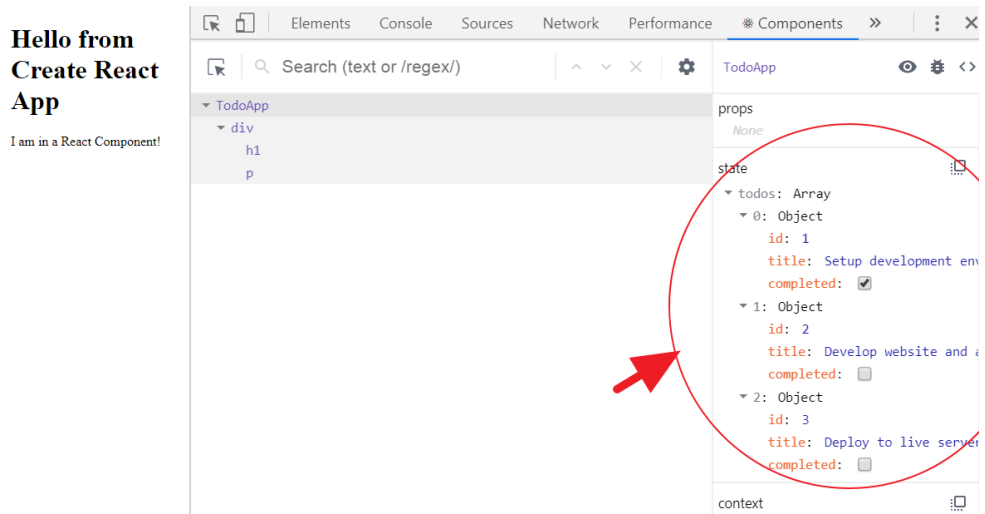 Hello from
Create React
App
I am in a React Component!
Elements Console Sources Network Performance Components »
Search (text or /regex/)
TodoApp
div
h1
p
TodoApp
props
None
state
todos: Array
0: Object
id: 1
title: Setup development env
completed:
1: Object
id: 2
title: Develop website and a
completed:
2: Object
id: 3
title: Deploy to live server
completed:
context